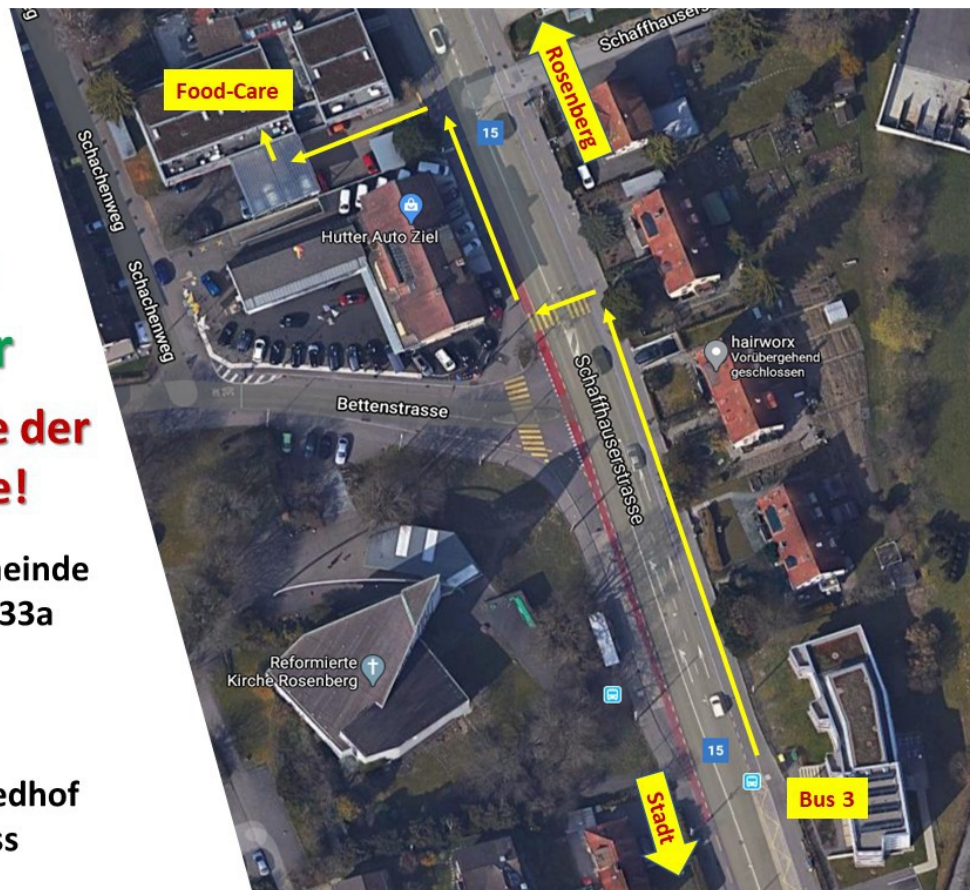 g
Food-Care
Rosenberg
Schaffhausers
15
Schachenweg
Hutter Auto Ziel
Schachenweg
r
hairworx
Vorübergehend
geschlossen
Bettenstrasse
Schaffhauserstrasse
e der
e!
neinde
33a
Reformierte
Kirche Rosenberg
15
Bus 3
Stadt
edhof
ss